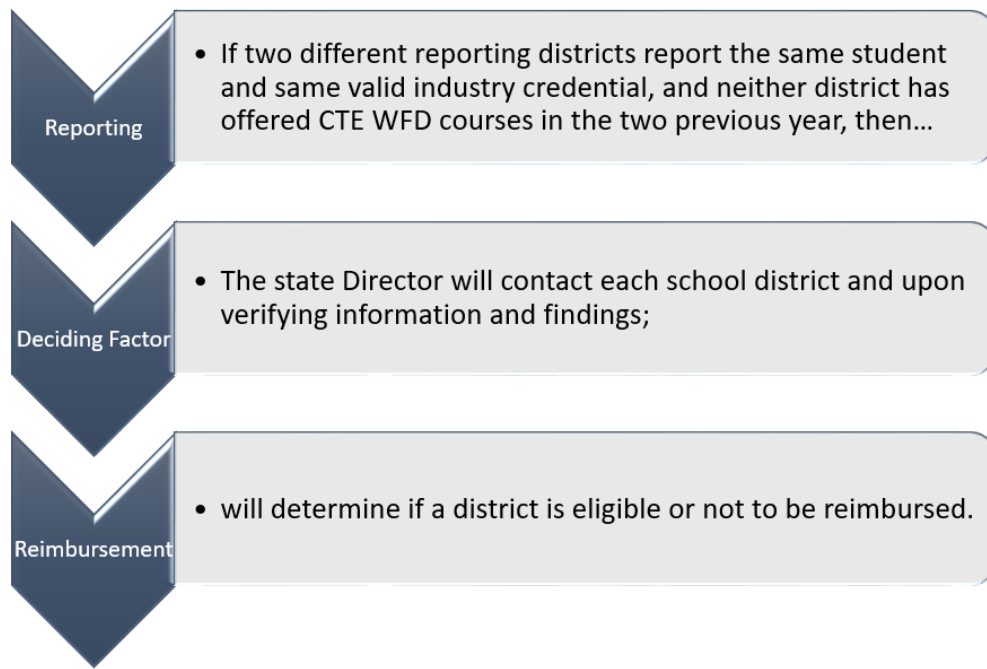 Reporting
• If two different reporting districts report the same student
and same valid industry credential, and neither district has
offered CTE WFD courses in the two previous year, then…
Deciding Factor
• The state Director will contact each school district and upon
verifying information and findings;
Reimbursement
• will determine if a district is eligible or not to be reimbursed.